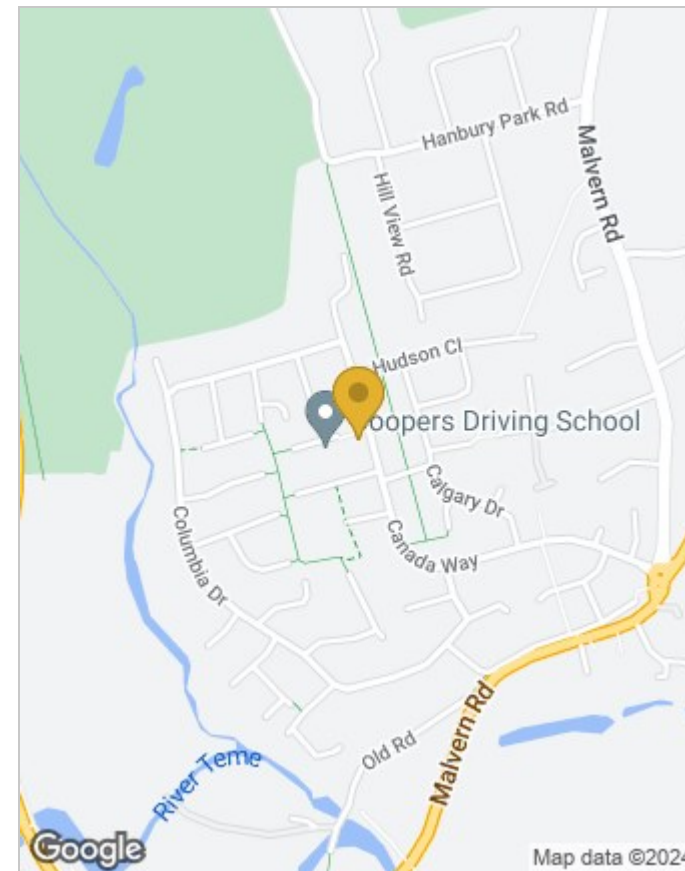 Hanbury Park Rd
Malvern Rd
Hill View Rd
Hudson Cl
oopers Driving School
Calgary Dr
Columbia Dr
Canada Way
Malvern Rd
Old Rd
River Teme
Google
Map data ©2024